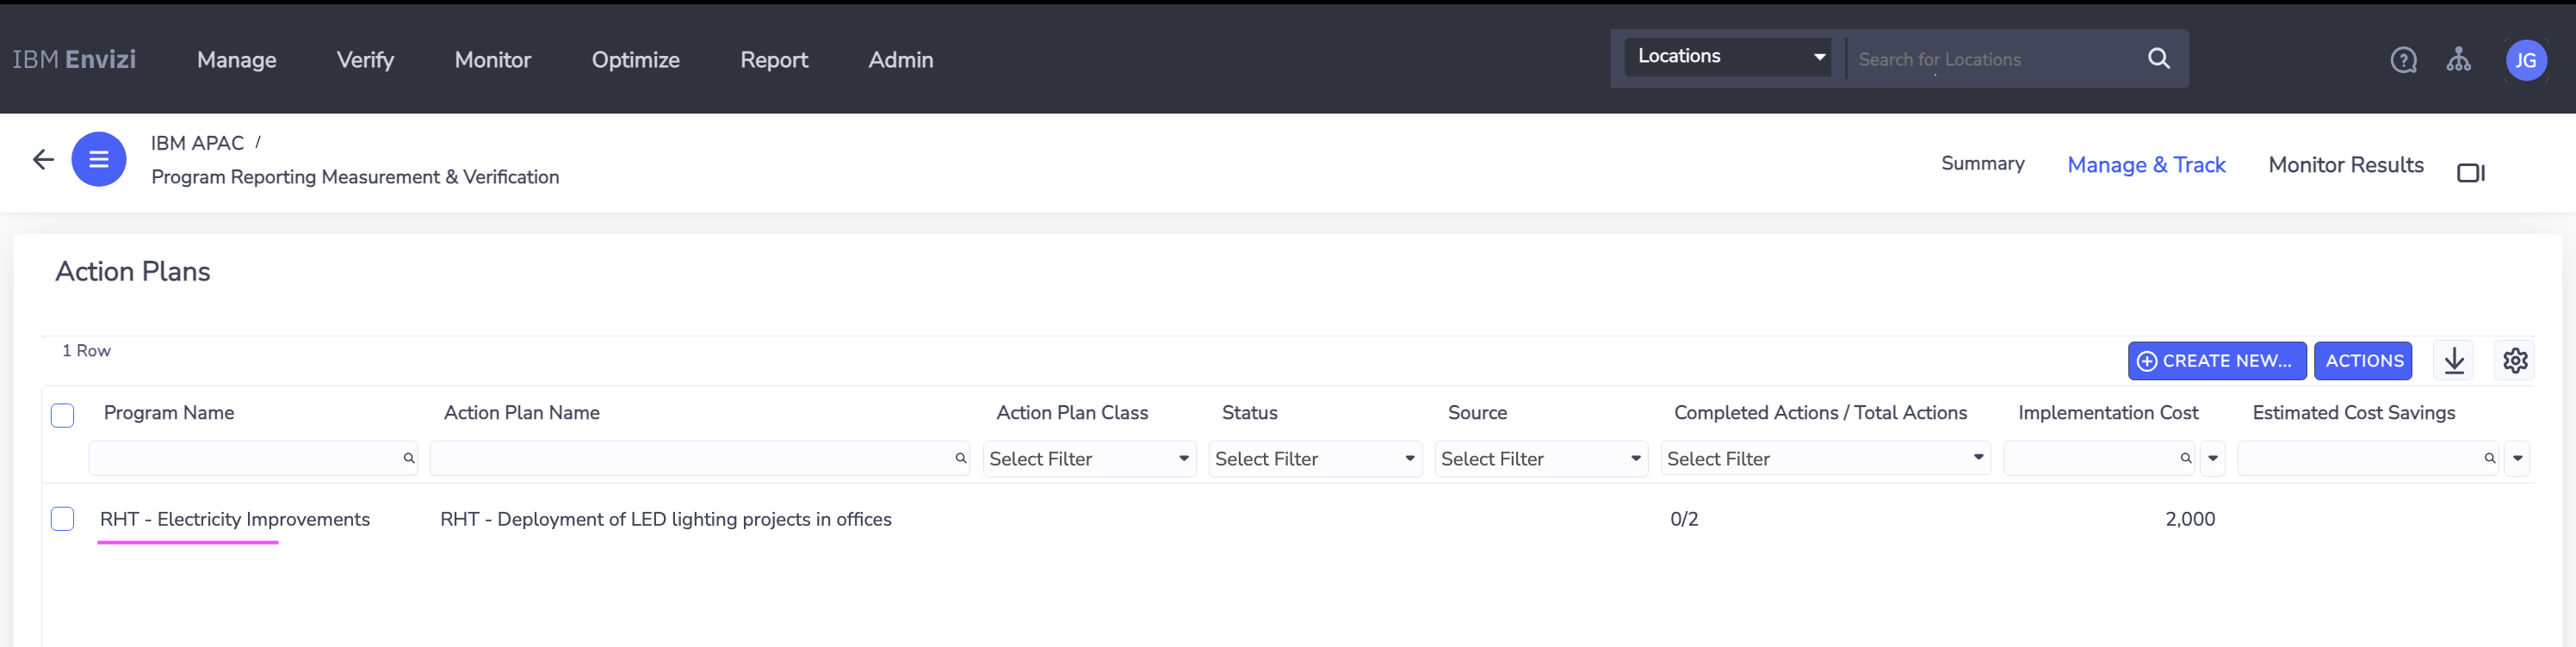 IBM Envizi Manage Verify Monitor Optimize Report Admin Locations Search for Locations JG
IBM APAC /
Program Reporting Measurement & Verification
Summary Manage & Track Monitor Results
Action Plans
1 Row
CREATE NEW... ACTIONS
Program Name Action Plan Name Action Plan Class Status Source Completed Actions / Total Actions Implementation Cost Estimated Cost Savings
Select Filter Select Filter Select Filter Select Filter
RHT - Electricity Improvements RHT - Deployment of LED lighting projects in offices 0/2 2,000